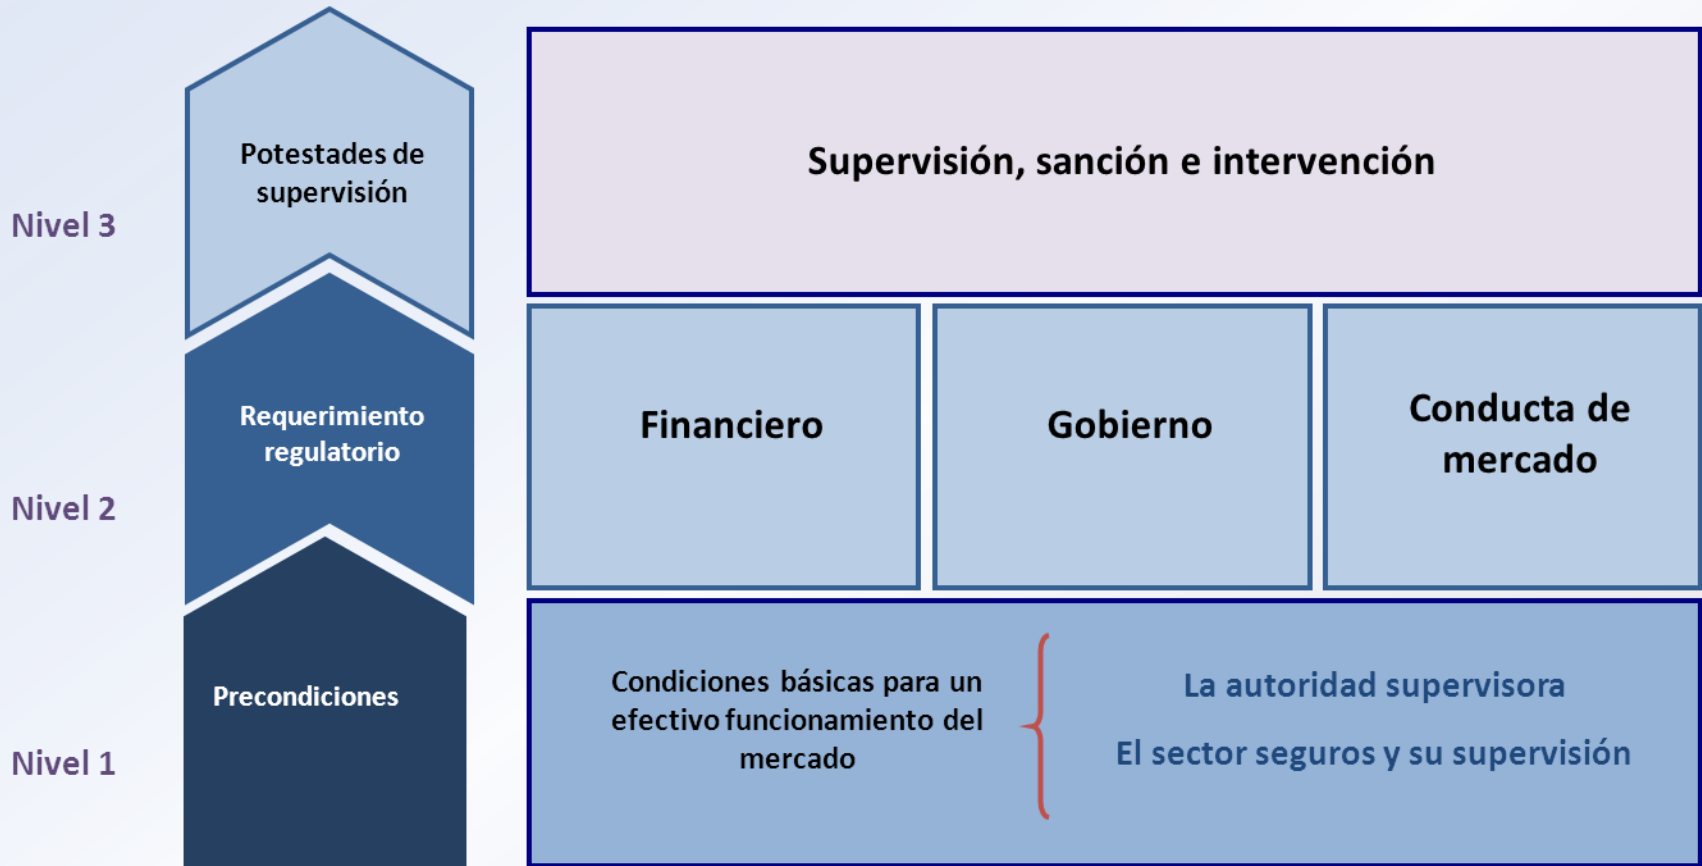 Nivel 3
Potestades de
supervisión
Supervisión, sanción e intervención
Nivel 2
Requerimiento
regulatorio
Financiero
Gobierno
Conducta de
mercado
Nivel 1
Precondiciones
Condiciones básicas para un
efectivo funcionamiento del
mercado
La autoridad supervisora
El sector seguros y su supervisión